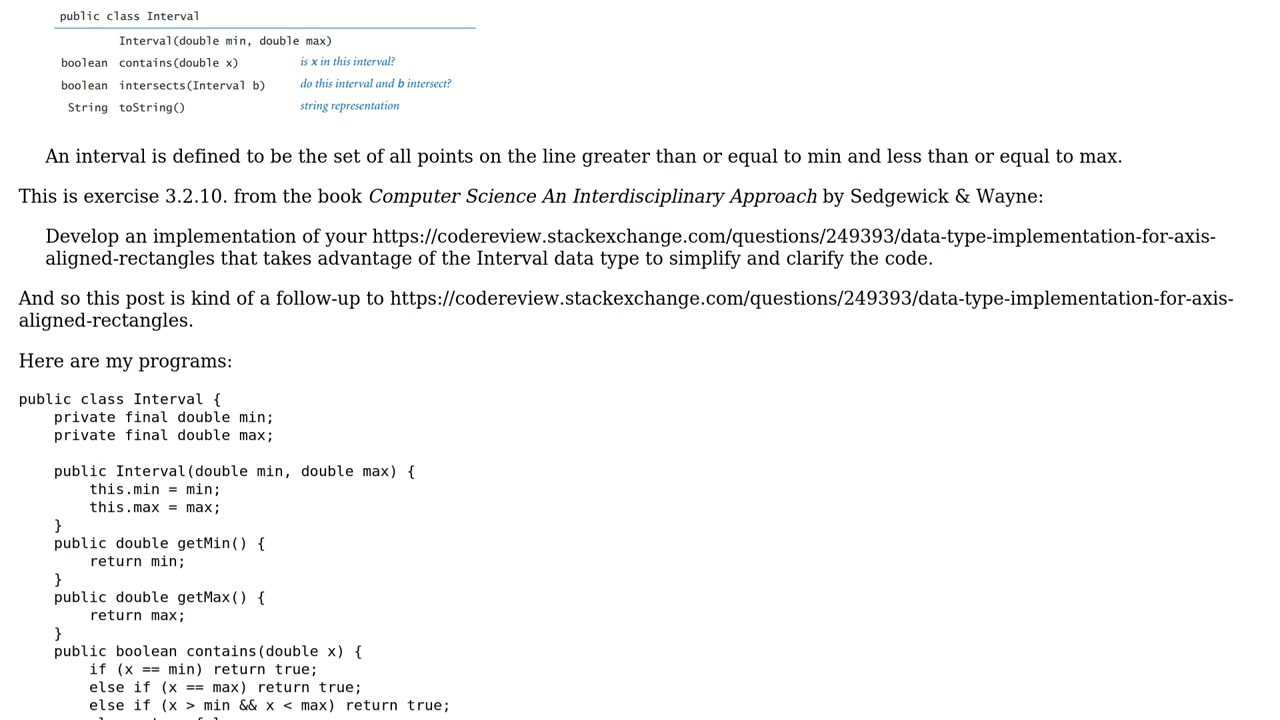 public class Interval
Interval(double min, double max)
boolean contains(double x) is x in this interval?
boolean intersects(Interval b) do this interval and b intersect?
String toString() string representation
An interval is defined to be the set of all points on the line greater than or equal to min and less than or equal to max.
This is exercise 3.2.10. from the book Computer Science An Interdisciplinary Approach by Sedgewick & Wayne:
Develop an implementation of your https://codereview.stackexchange.com/questions/249393/data-type-implementation-for-axis-
aligned-rectangles that takes advantage of the Interval data type to simplify and clarify the code.
And so this post is kind of a follow-up to https://codereview.stackexchange.com/questions/249393/data-type-implementation-for-axis-
aligned-rectangles.
Here are my programs:
public class Interval {
    private final double min;
    private final double max;
    public Interval(double min, double max) {
        this.min = min;
        this.max = max;
    }
    public double getMin() {
        return min;
    }
    public double getMax() {
        return max;
    }
    public boolean contains(double x) {
        if (x == min) return true;
        else if (x == max) return true;
        else if (x > min && x < max) return true;